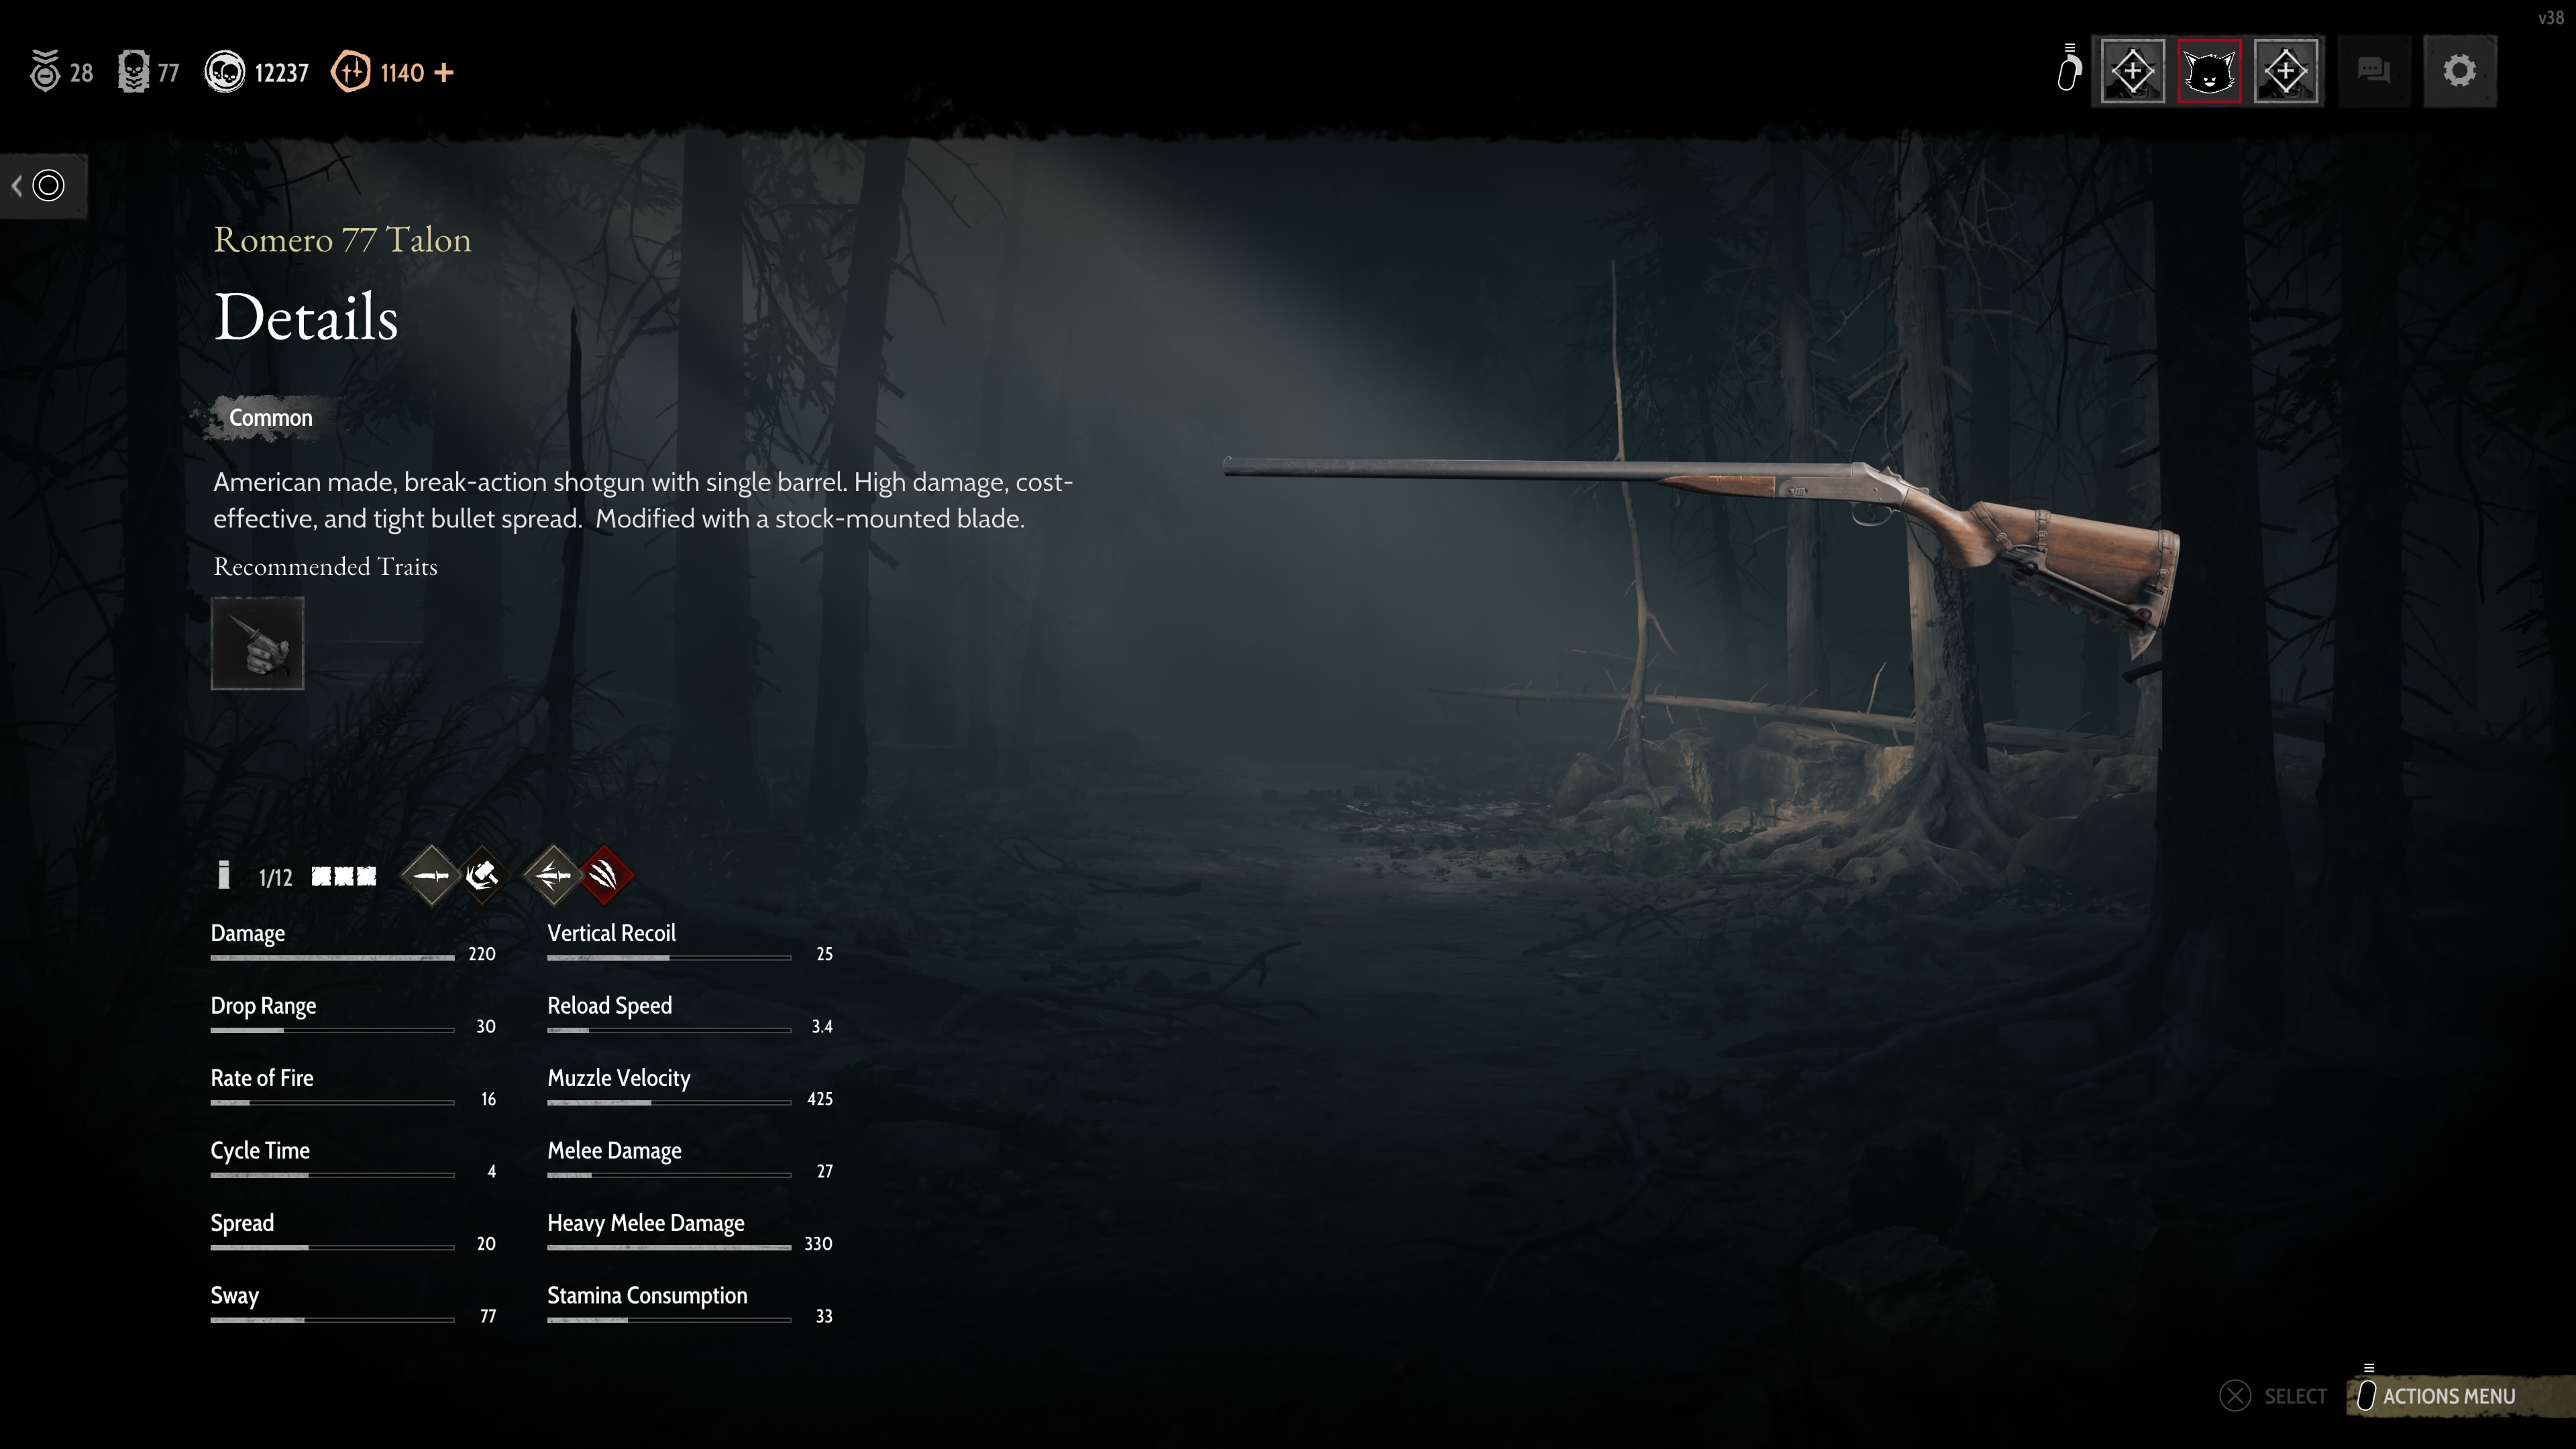 v38
28
77
12237
1140 +
Romero 77 Talon
Details
Common
American made, break-action shotgun with single barrel. High damage, cost-
effective, and tight bullet spread.  Modified with a stock-mounted blade.
Recommended Traits
1/12
Damage
220
Drop Range
30
Rate of Fire
16
Cycle Time
4
Spread
20
Sway
77
Vertical Recoil
25
Reload Speed
3.4
Muzzle Velocity
425
Melee Damage
27
Heavy Melee Damage
330
Stamina Consumption
33
SELECT
ACTIONS MENU